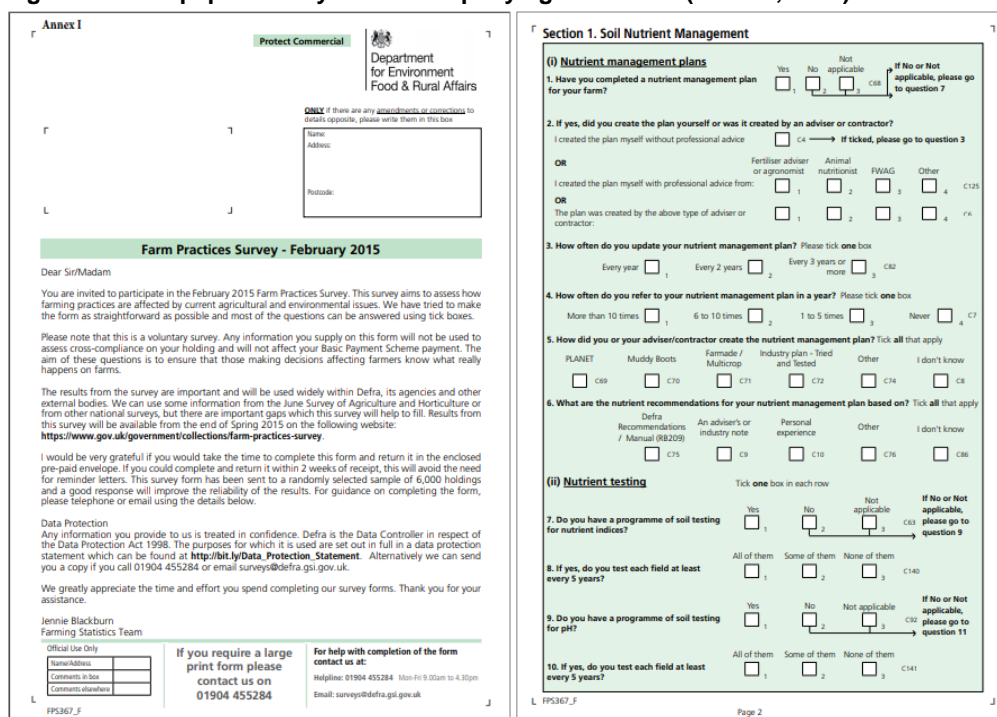 Annex I
Protect Commercial
Department
for Environment
Food & Rural Affairs
ONLY if there are any amendments or corrections to
details opposite, please write them in this box
Name:
Address:
Postcode:
Farm Practices Survey - February 2015
Dear Sir/Madam
You are invited to participate in the February 2015 Farm Practices Survey. This survey aims to assess how
farming practices are affected by current agricultural and environmental issues. We have tried to make
the form as straightforward as possible and most of the questions can be answered using tick boxes.
Please note that this is a voluntary survey. Any information you supply on this form will not be used to
assess cross-compliance on your holding and will not affect your Basic Payment Scheme payment. The
aim of these questions is to ensure that those making decisions affecting farmers know what really
happens on farms.
The results from the survey are important and will be used widely within Defra, its agencies and other
external bodies. We can use some information from the June Survey of Agriculture and Horticulture or
from other national surveys, but there are important gaps which this survey will help to fill. Results from
this survey will be available from the end of Spring 2015 on the following website:
https://www.gov.uk/government/collections/farm-practices-survey.
I would be very grateful if you would take the time to complete this form and return it in the enclosed
pre-paid envelope. If you could complete and return it within 2 weeks of receipt, this will avoid the need
for reminder letters. This survey form has been sent to a randomly selected sample of 6,000 holdings
and a good response will improve the reliability of the results. For guidance on completing the form,
please telephone or email using the details below.
Data Protection
Any information you provide to us is treated in confidence. Defra is the Data Controller in respect of
the Data Protection Act 1998. The purposes for which it is used are set out in full in a data protection
statement which can be found at http://bit.ly/Data_Protection_Statement. Alternatively we can send
you a copy if you call 01904 455284 or email surveys@defra.gsi.gov.uk.
We greatly appreciate the time and effort you spend completing our survey forms. Thank you for your
assistance.
Jennie Blackburn
Farming Statistics Team
Official Use Only
Name/Address
Comments in box
Comments elsewhere
If you require a large
print form please
contact us on
01904 455284
For help with completion of the form
contact us at:
Helpline: 01904 455284 Mon-Fri 9.00am to 4.30pm
Email: surveys@defra.gsi.gov.uk
FPS367_F
Section 1. Soil Nutrient Management
(i) Nutrient management plans
Yes No Not applicable
1. Have you completed a nutrient management plan
for your farm?
1 2 3 C68
If No or Not
applicable, please go
to question 7
2. If yes, did you create the plan yourself or was it created by an adviser or contractor?
I created the plan myself without professional advice C4 If ticked, please go to question 3
OR
Fertiliser adviser or agronomist Animal nutritionist FWAG Other
I created the plan myself with professional advice from: 1 2 3 4 C125
OR
The plan was created by the above type of adviser or
contractor: 1 2 3 4
3. How often do you update your nutrient management plan? Please tick one box
Every year 1 Every 2 years 2 Every 3 years or more 3 C82
4. How often do you refer to your nutrient management plan in a year? Please tick one box
More than 10 times 1 6 to 10 times 2 1 to 5 times 3 Never 4 C7
5. How did you or your adviser/contractor create the nutrient management plan? Tick all that apply
PLANET Muddy Boots Farmade / Multicrop Industry plan - Tried and Tested Other I don't know
C69 C70 C71 C72 C74 C8
6. What are the nutrient recommendations for your nutrient management plan based on? Tick all that apply
Defra Recommendations / Manual (RB209) An adviser's or industry note Personal experience Other I don't know
C75 C9 C10 C76 C86
(ii) Nutrient testing
Tick one box in each row
Yes No Not applicable
7. Do you have a programme of soil testing
for nutrient indices?
1 2 3 C63
If No or Not
applicable,
please go to
question 9
All of them Some of them None of them
8. If yes, do you test each field at least
every 5 years?
1 2 3 C140
Yes No Not applicable
9. Do you have a programme of soil testing
for pH?
1 2 3 C92
If No or Not
applicable,
please go to
question 11
All of them Some of them None of them
10. If yes, do you test each field at least
every 5 years?
1 2 3 C141
FPS367_F
Page 2